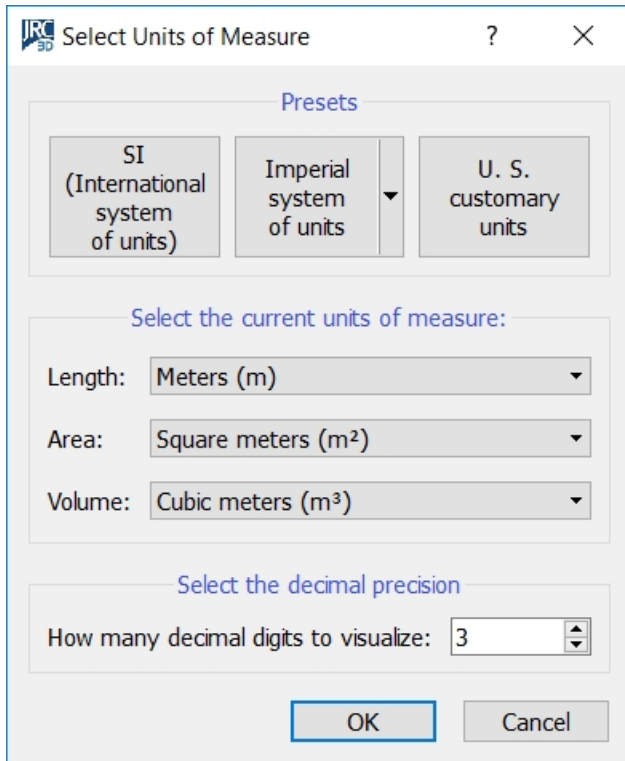 JRC 3D Select Units of Measure ? 
Presets
SI
(International
system
of units)
Imperial
system
of units
U. S.
customary
units
Select the current units of measure:
Length: Meters (m)
Area: Square meters (m²)
Volume: Cubic meters (m³)
Select the decimal precision
How many decimal digits to visualize: 3
OK Cancel